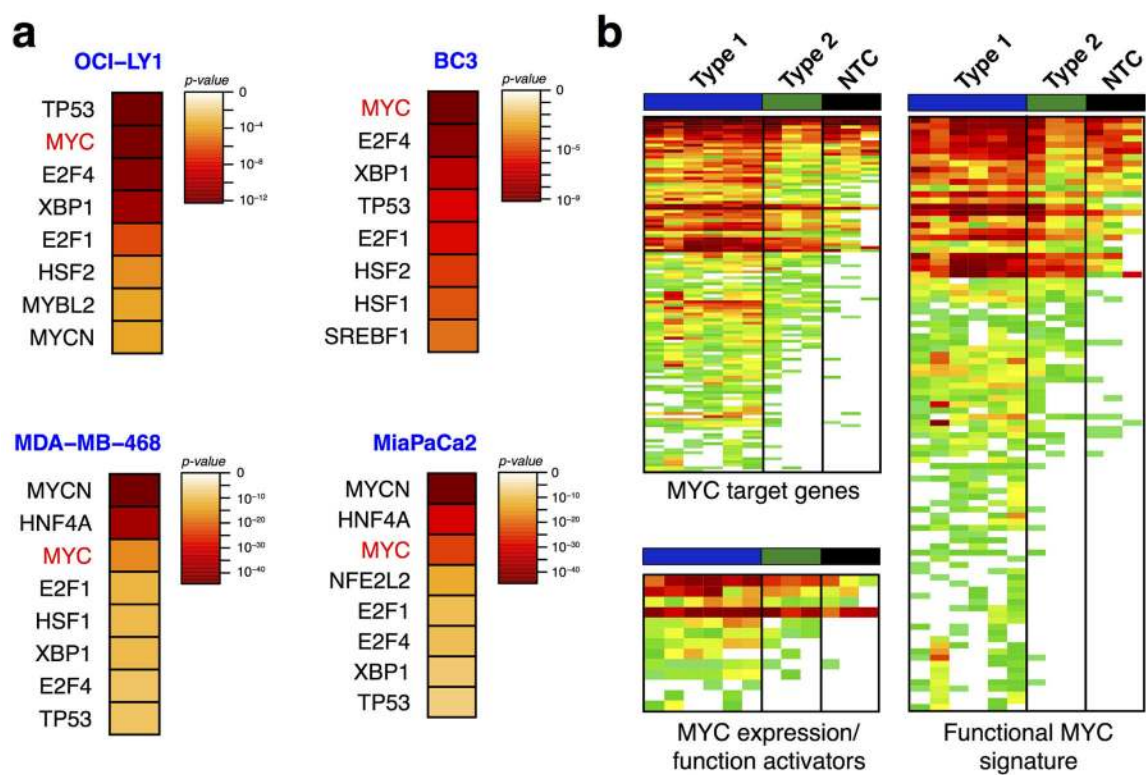 a
OCI-LY1
p-value
TP53
MYC
E2F4
XBP1
E2F1
HSF2
MYBL2
MYCN
0
10⁻⁴
10⁻⁸
10⁻¹²
BC3
p-value
MYC
E2F4
XBP1
TP53
E2F1
HSF2
HSF1
SREBF1
0
10⁻⁵
10⁻⁹
MDA-MB-468
p-value
MYCN
HNF4A
MYC
E2F1
HSF1
XBP1
E2F4
TP53
0
10⁻¹⁰
10⁻²⁰
10⁻³⁰
10⁻⁴⁰
MiaPaCa2
p-value
MYCN
HNF4A
MYC
NFE2L2
E2F1
E2F4
XBP1
TP53
0
10⁻¹⁰
10⁻²⁰
10⁻³⁰
10⁻⁴⁰
b
Type 1
Type 2
NTC
MYC target genes
MYC expression/
function activators
Type 1
Type 2
NTC
Functional MYC
signature